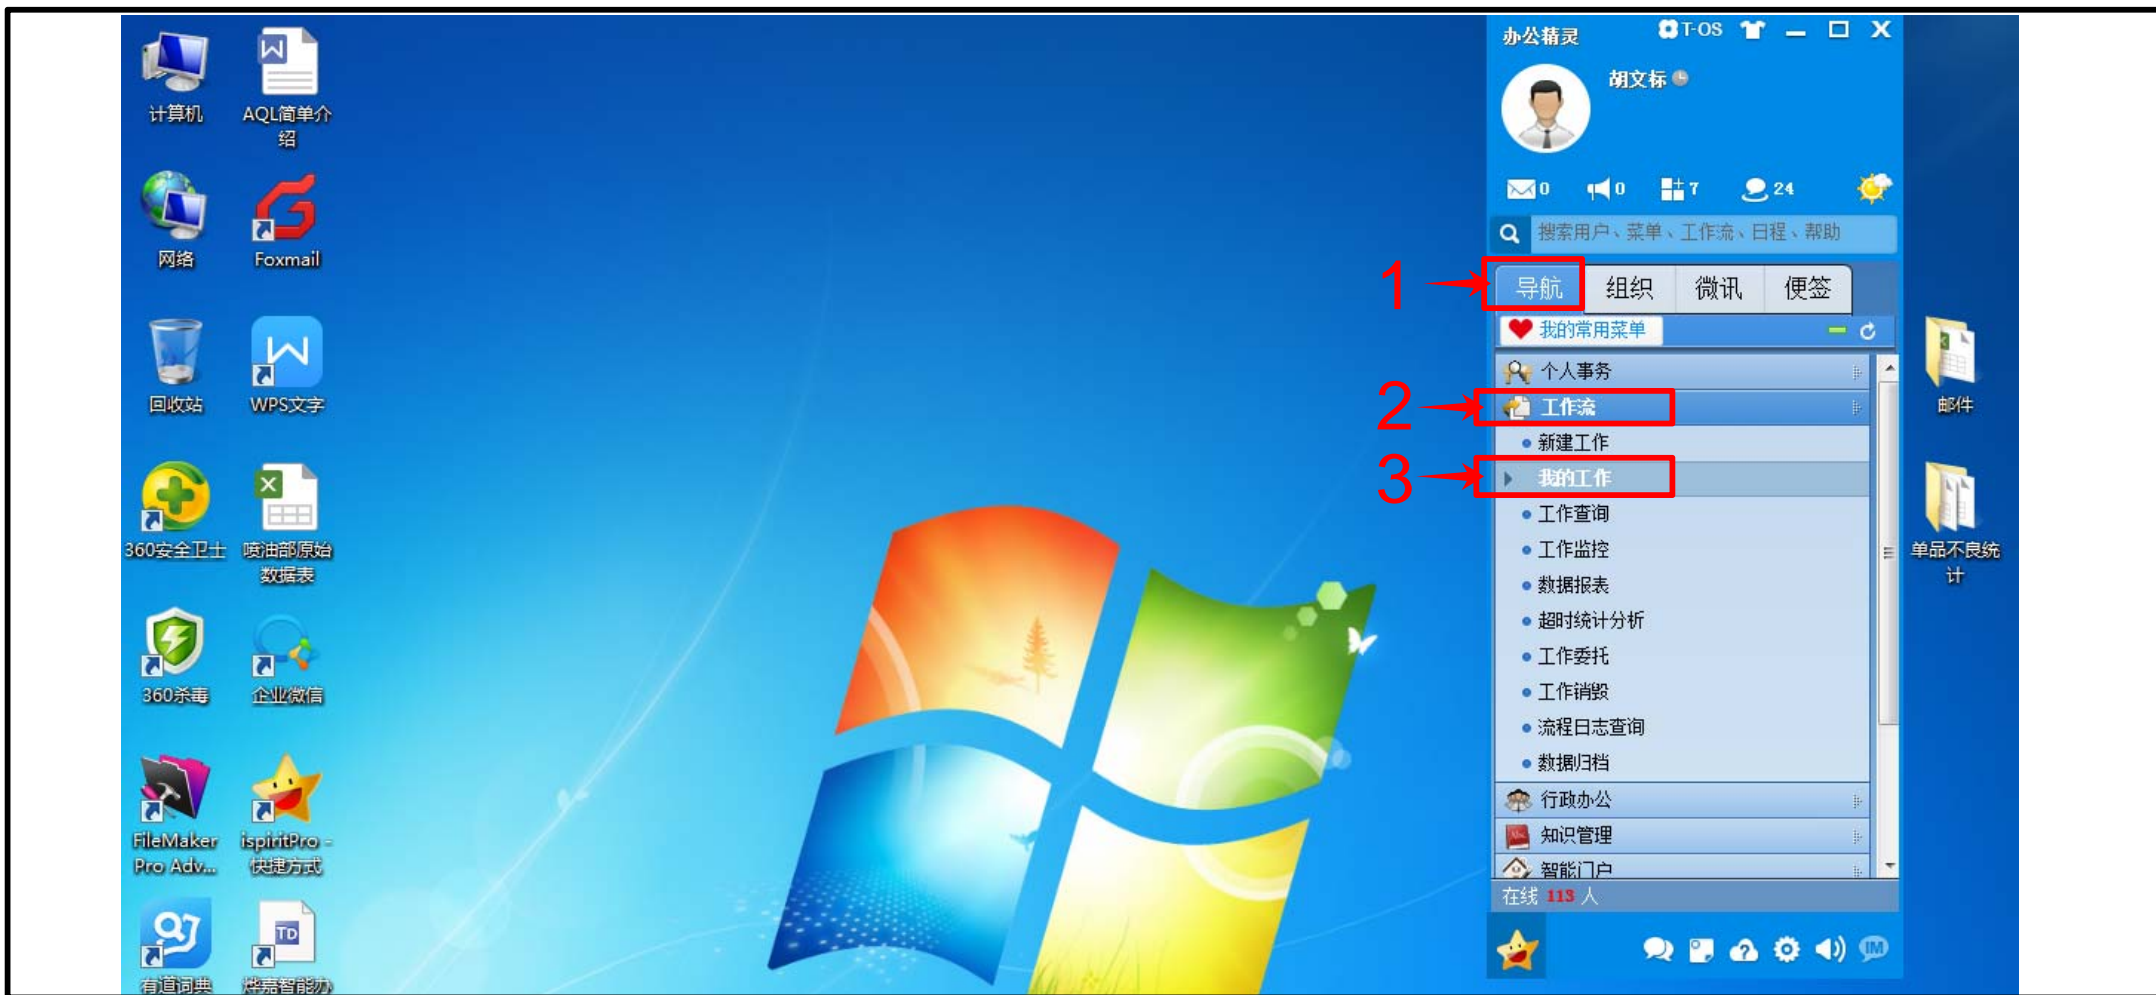 计算机
AQL简单介
绍
网络
Foxmail
回收站
WPS文字
360安全卫士
喷油部原始
数据表
360杀毒
企业微信
FileMaker
Pro Adv...
ispiritPro -
快捷方式
TD
有道词典
烨嘉智能办
办公精灵
T-OS
胡文标
0
0
7
24
搜索用户、菜单、工作流、日程、帮助
1
导航 组织 微讯 便签
我的常用菜单
个人事务
2
工作流
新建工作
3
我的工作
工作查询
工作监控
数据报表
超时统计分析
工作委托
工作销毁
流程日志查询
数据归档
行政办公
知识管理
智能门户
在线 113 人
IM
邮件
单品不良统
计